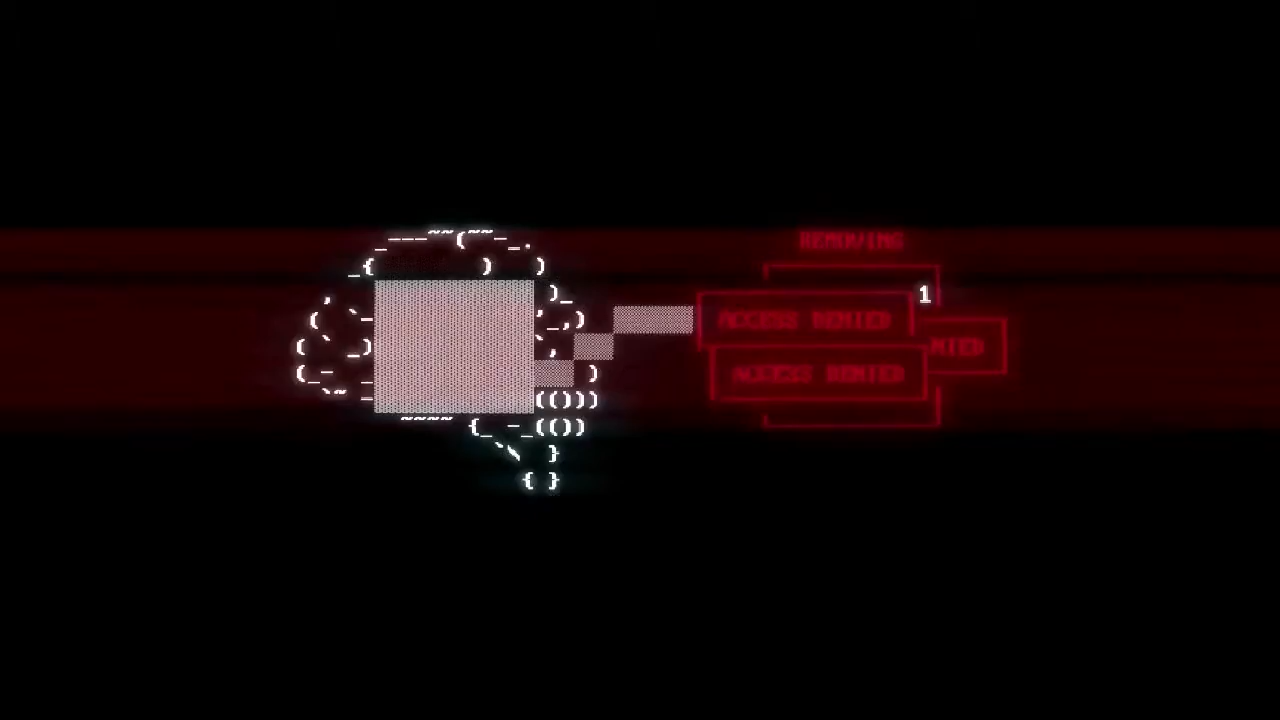 REMOVING
1
ACCESS DENIED
NIED
ACCESS DENIED